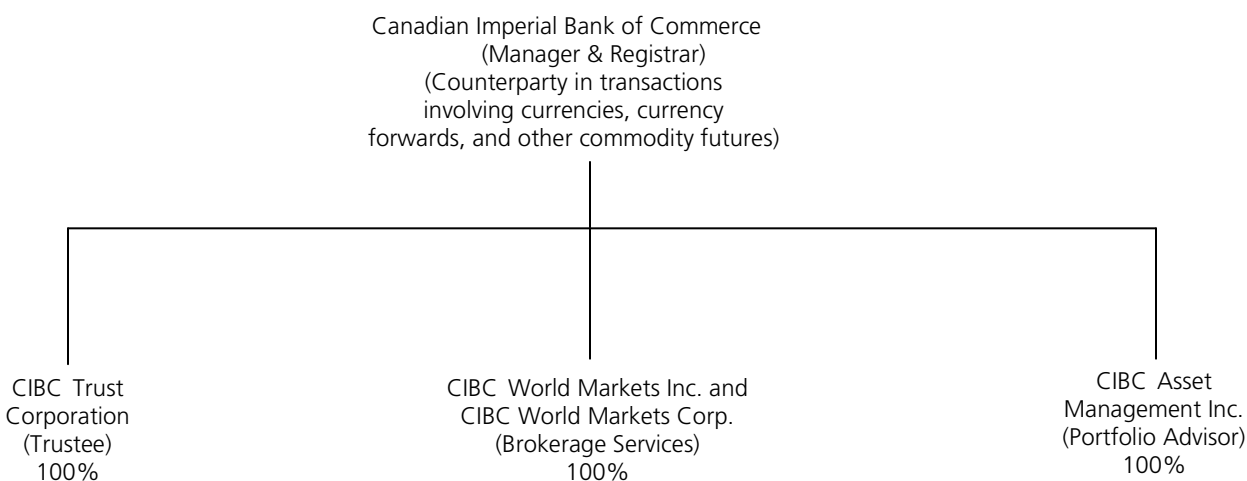 Canadian Imperial Bank of Commerce
(Manager & Registrar)
(Counterparty in transactions
involving currencies, currency
forwards, and other commodity futures)
CIBC Trust
Corporation
(Trustee)
100%
CIBC World Markets Inc. and
CIBC World Markets Corp.
(Brokerage Services)
100%
CIBC Asset
Management Inc.
(Portfolio Advisor)
100%